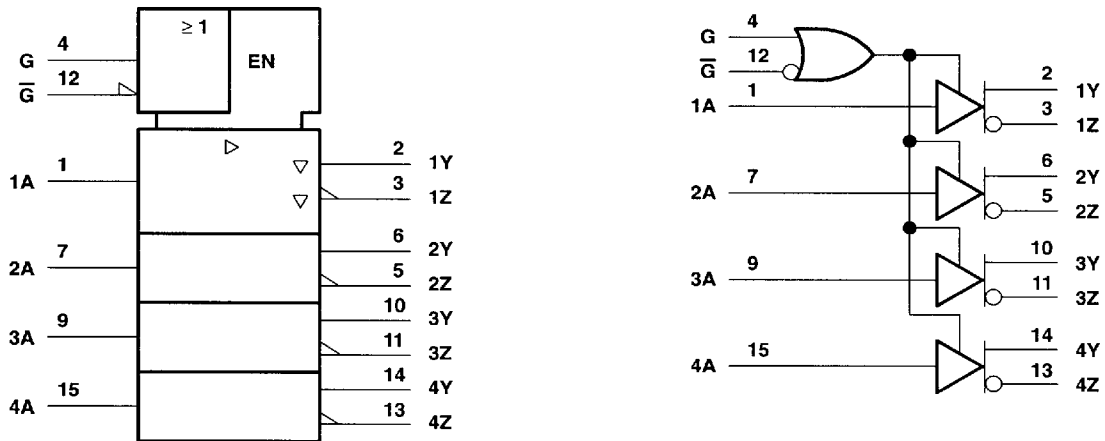 ≥ 1
EN
G 4
G̅ 12
1A 1
2 1Y
3 1Z
2A 7
6 2Y
5 2Z
3A 9
10 3Y
11 3Z
4A 15
14 4Y
13 4Z
G 4
G̅ 12
1A 1
2 1Y
3 1Z
2A 7
6 2Y
5 2Z
3A 9
10 3Y
11 3Z
4A 15
14 4Y
13 4Z